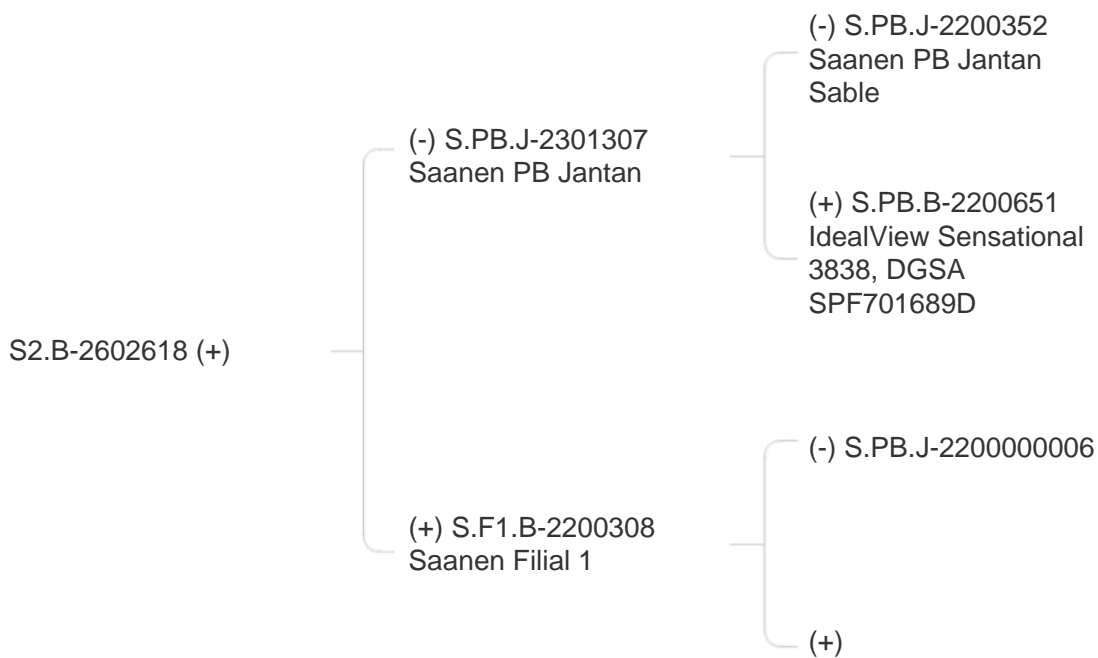 (-) S.PB.J-2200352
Saanen PB Jantan
Sable
(-) S.PB.J-2301307
Saanen PB Jantan
(+) S.PB.B-2200651
IdealView Sensational
3838, DGSA
SPF701689D
S2.B-2602618 (+)
(-) S.PB.J-2200000006
(+) S.F1.B-2200308
Saanen Filial 1
(+)